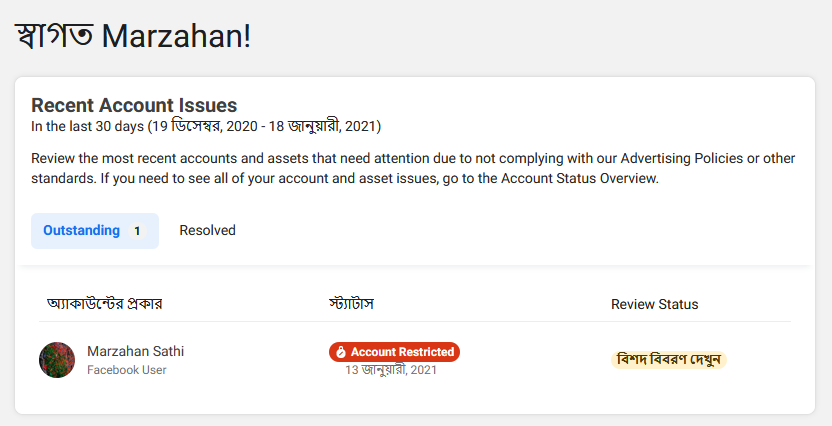 স্বাগত Marzahan!
Recent Account Issues
In the last 30 days (19 ডিসেম্বর, 2020 - 18 জানুয়ারী, 2021)
Review the most recent accounts and assets that need attention due to not complying with our Advertising Policies or other
standards. If you need to see all of your account and asset issues, go to the Account Status Overview.
Outstanding 1 Resolved
অ্যাকাউন্টের প্রকার স্ট্যাটাস Review Status
Marzahan Sathi Account Restricted বিশদ বিবরণ দেখুন
Facebook User 13 জানুয়ারী, 2021